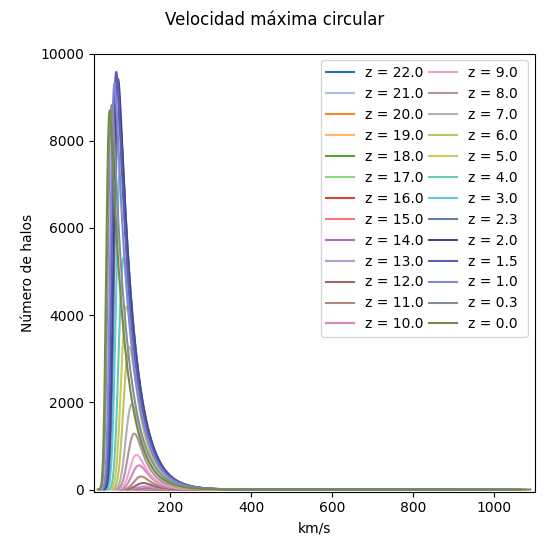 Velocidad máxima circular
10000
8000
6000
4000
2000
0
Número de halos
z = 22.0 z = 9.0
z = 21.0 z = 8.0
z = 20.0 z = 7.0
z = 19.0 z = 6.0
z = 18.0 z = 5.0
z = 17.0 z = 4.0
z = 16.0 z = 3.0
z = 15.0 z = 2.3
z = 14.0 z = 2.0
z = 13.0 z = 1.5
z = 12.0 z = 1.0
z = 11.0 z = 0.3
z = 10.0 z = 0.0
200 400 600 800 1000
km/s